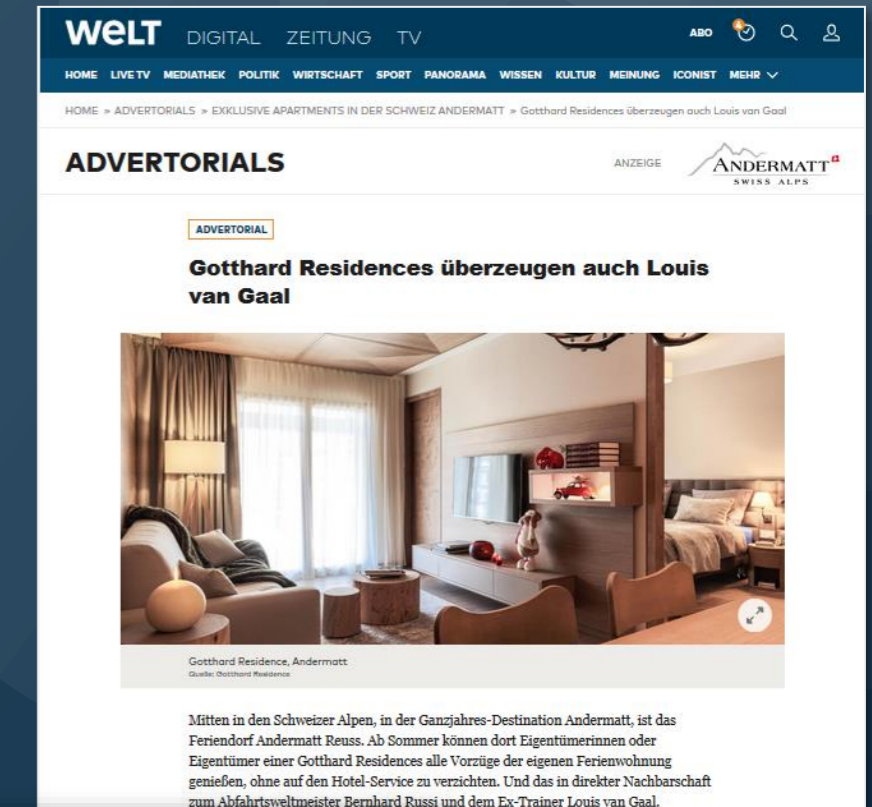 WELT DIGITAL ZEITUNG TV ABO 4
HOME LIVE TV MEDIATHEK POLITIK WIRTSCHAFT SPORT PANORAMA WISSEN KULTUR MEINUNG ICONIST MEHR
HOME » ADVERTORIALS » EXKLUSIVE APARTMENTS IN DER SCHWEIZ ANDERMATT » Gotthard Residences überzeugen auch Louis van Gaal
ADVERTORIALS
ANZEIGE
ANDERMATT
SWISS ALPS
ADVERTORIAL
Gotthard Residences überzeugen auch Louis
van Gaal
Gotthard Residence, Andermatt
Quelle: Gotthard Residence
Mitten in den Schweizer Alpen, in der Ganzjahres-Destination Andermatt, ist das
Feriendorf Andermatt Reuss. Ab Sommer können dort Eigentümerinnen oder
Eigentümer einer Gotthard Residences alle Vorzüge der eigenen Ferienwohnung
genießen, ohne auf den Hotel-Service zu verzichten. Und das in direkter Nachbarschaft
zum Abfahrtsweltmeister Bernhard Russi und dem Ex-Trainer Louis van Gaal.